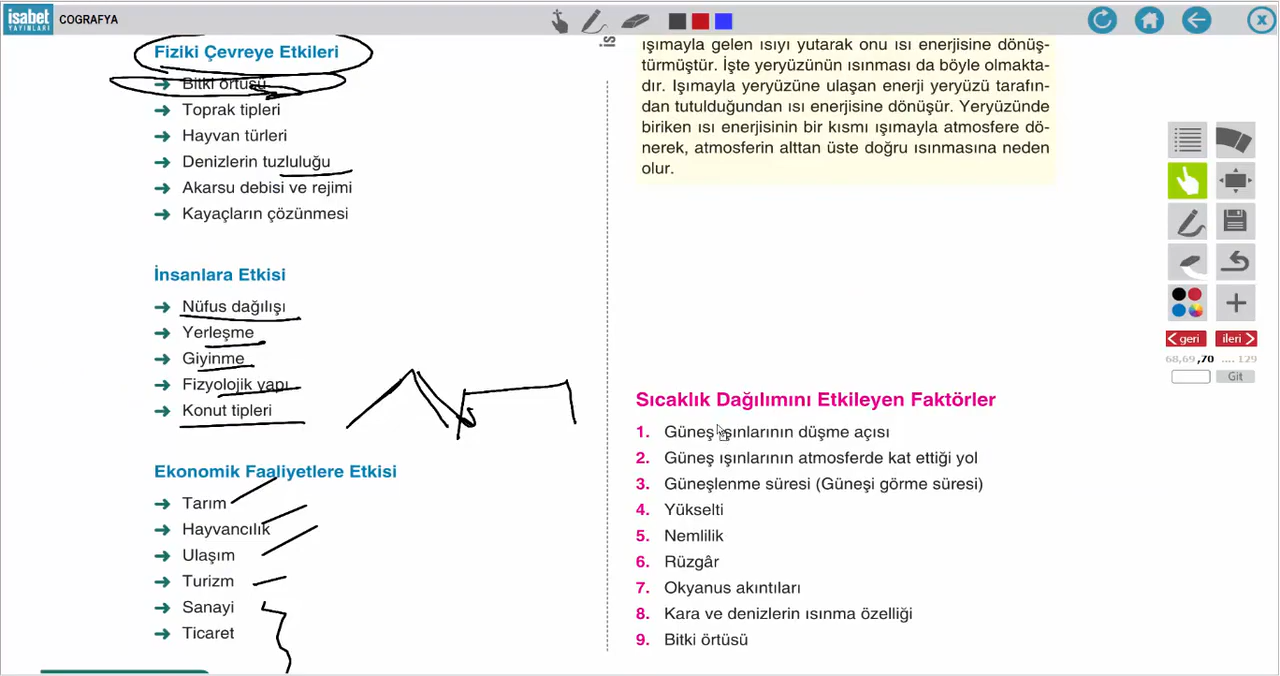 isabet
YAYINLARI
COGRAFYA
Fiziki Çevreye Etkileri
Bitki örtüsü
Toprak tipleri
Hayvan türleri
Denizlerin tuzluluğu
Akarsu debisi ve rejimi
Kayaçların çözünmesi
İnsanlara Etkisi
Nüfus dağılışı
Yerleşme
Giyinme
Fizyolojik yapı
Konut tipleri
Ekonomik Faaliyetlere Etkisi
Tarım
Hayvancılık
Ulaşım
Turizm
Sanayi
Ticaret
is
ışımayla gelen ısıyı yutarak onu ısı enerjisine dönüş-
türmüştür. İşte yeryüzünün ısınması da böyle olmakta-
dır. Işımayla yeryüzüne ulaşan enerji yeryüzü tarafın-
dan tutulduğundan ısı enerjisine dönüşür. Yeryüzünde
biriken ısı enerjisinin bir kısmı ışımayla atmosfere dö-
nerek, atmosferin alttan üste doğru ısınmasına neden
olur.
Sıcaklık Dağılımını Etkileyen Faktörler
1. Güneş ışınlarının düşme açısı
2. Güneş ışınlarının atmosferde kat ettiği yol
3. Güneşlenme süresi (Güneşi görme süresi)
4. Yükselti
5. Nemlilik
6. Rüzgâr
7. Okyanus akıntıları
8. Kara ve denizlerin ısınma özelliği
9. Bitki örtüsü
geri ileri
68,69,70 .... 129
Git